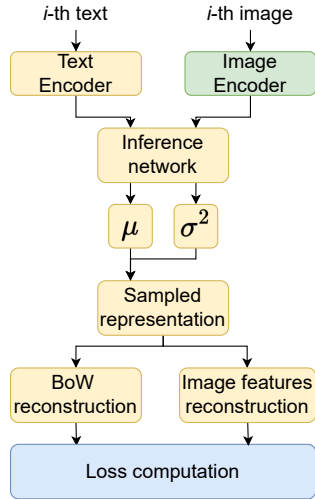 i-th text
i-th image
Text
Encoder
Image
Encoder
Inference
network
μ
σ²
Sampled
representation
BoW
reconstruction
Image features
reconstruction
Loss computation